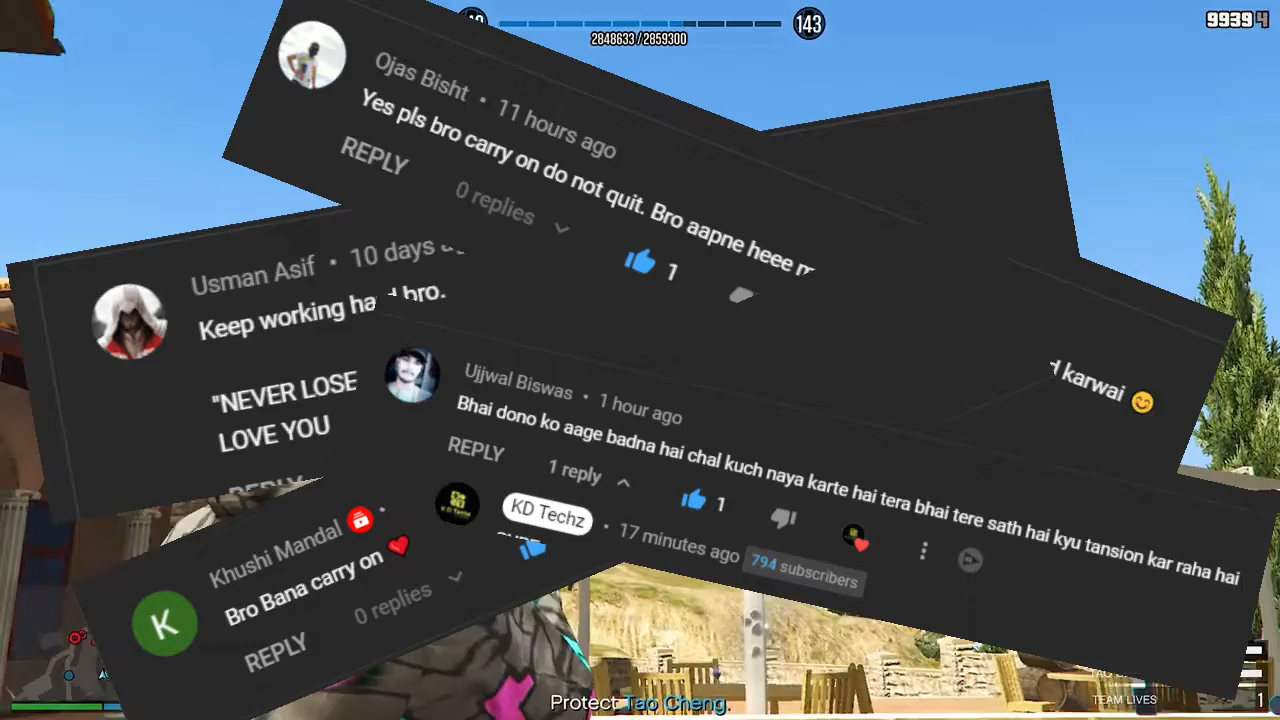 143
2848633/2859300
99394
Ojas Bisht • 11 hours ago
Yes pls bro carry on do not quit. Bro aapne heee
REPLY
0 replies
1
karwai 😊
Usman Asif • 10 days
Keep working bro.
"NEVER LOSE
LOVE YOU
Ujjwal Biswas • 1 hour ago
Bhai dono ko aage badna hai chal kuch naya karte hai tera bhai tere sath hai kyu tansion kar raha hai
REPLY
1 reply
1
KD Techz • 17 minutes ago
794 subscribers
Khushi Mandal •
Bro Bana carry on ❤️
0 replies
REPLY
K
TEAM LIVES
1
Protect Tao Cheng.